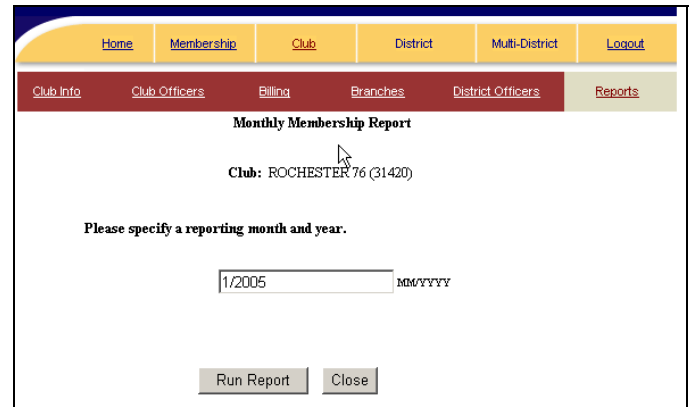 Home Membership Club District Multi-District Logout
Club Info Club Officers Billing Branches District Officers Reports
Monthly Membership Report
Club: ROCHESTER 76 (31420)
Please specify a reporting month and year.
1/2005 MM/YYYY
Run Report Close